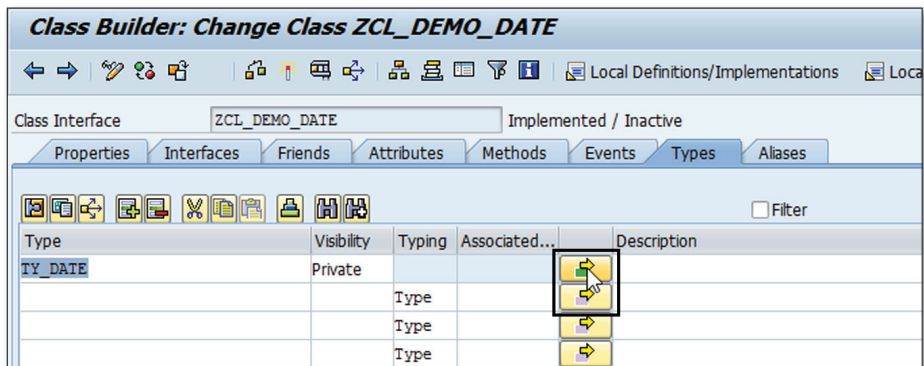 Class Builder: Change Class ZCL_DEMO_DATE
Local Definitions/Implementations Loca
Class Interface ZCL_DEMO_DATE Implemented / Inactive
Properties Interfaces Friends Attributes Methods Events Types Aliases
Filter
Type Visibility Typing Associated... Description
TY_DATE Private
Type
Type
Type